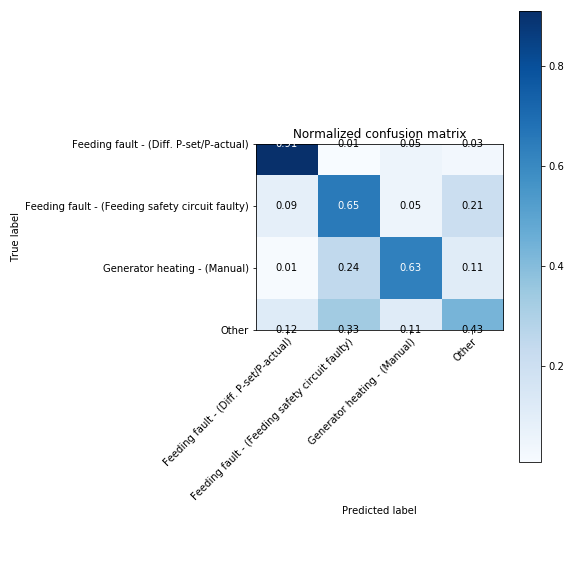 Normalized confusion matrix
Feeding fault - (Diff. P-set/P-actual) 0.91 0.01 0.05 0.03
Feeding fault - (Feeding safety circuit faulty) 0.09 0.65 0.05 0.21
Generator heating - (Manual) 0.01 0.24 0.63 0.11
Other 0.12 0.33 0.11 0.43
True label
Feeding fault - (Diff. P-set/P-actual)
Feeding fault - (Feeding safety circuit faulty)
Generator heating - (Manual)
Other
Predicted label
0.8
0.6
0.4
0.2